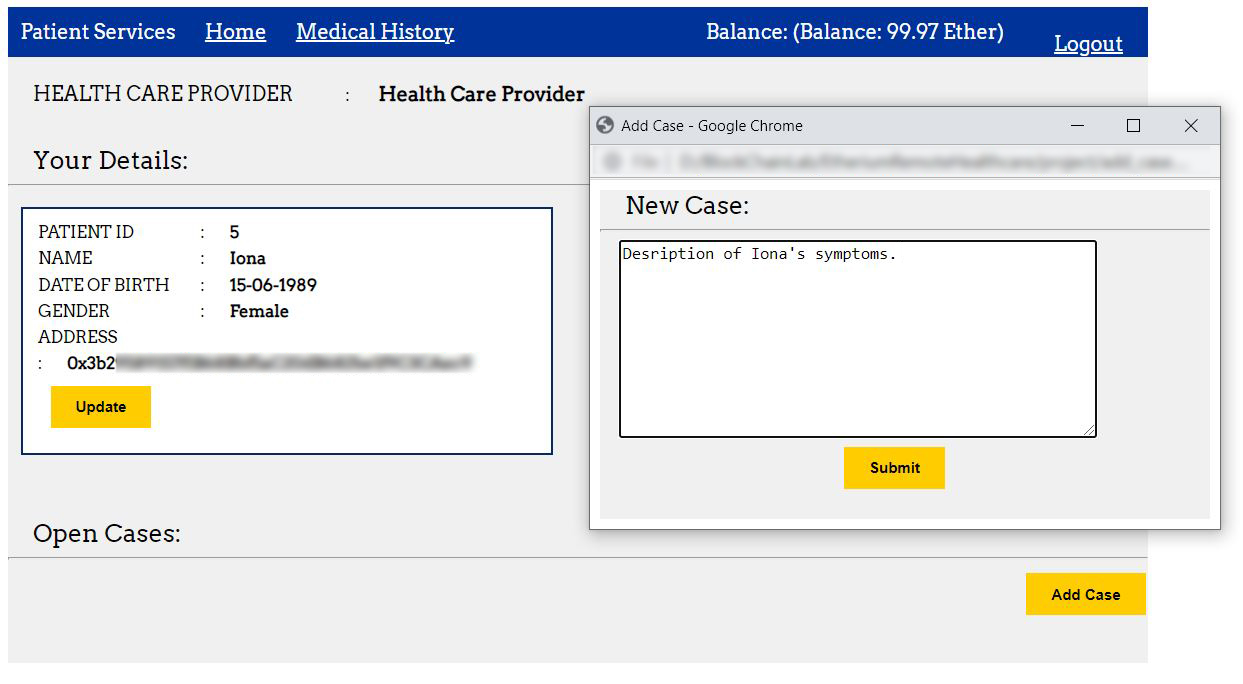 Patient Services Home Medical History Balance: (Balance: 99.97 Ether) Logout
HEALTH CARE PROVIDER : Health Care Provider
Your Details:
PATIENT ID : 5
NAME : Iona
DATE OF BIRTH : 15-06-1989
GENDER : Female
ADDRESS
: 0x3b2
Update
Open Cases:
Add Case
Add Case - Google Chrome
New Case:
Desription of Iona's symptoms.
Submit